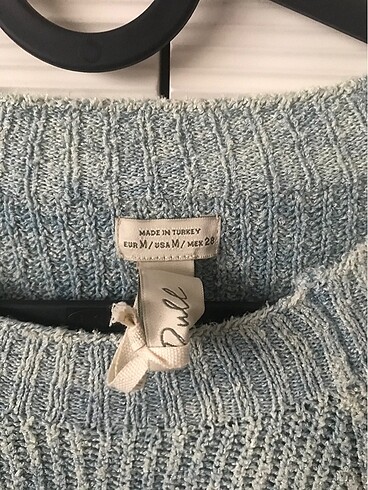 MADE IN TURKEY
EUR M / USA M / MEX 28
Pull